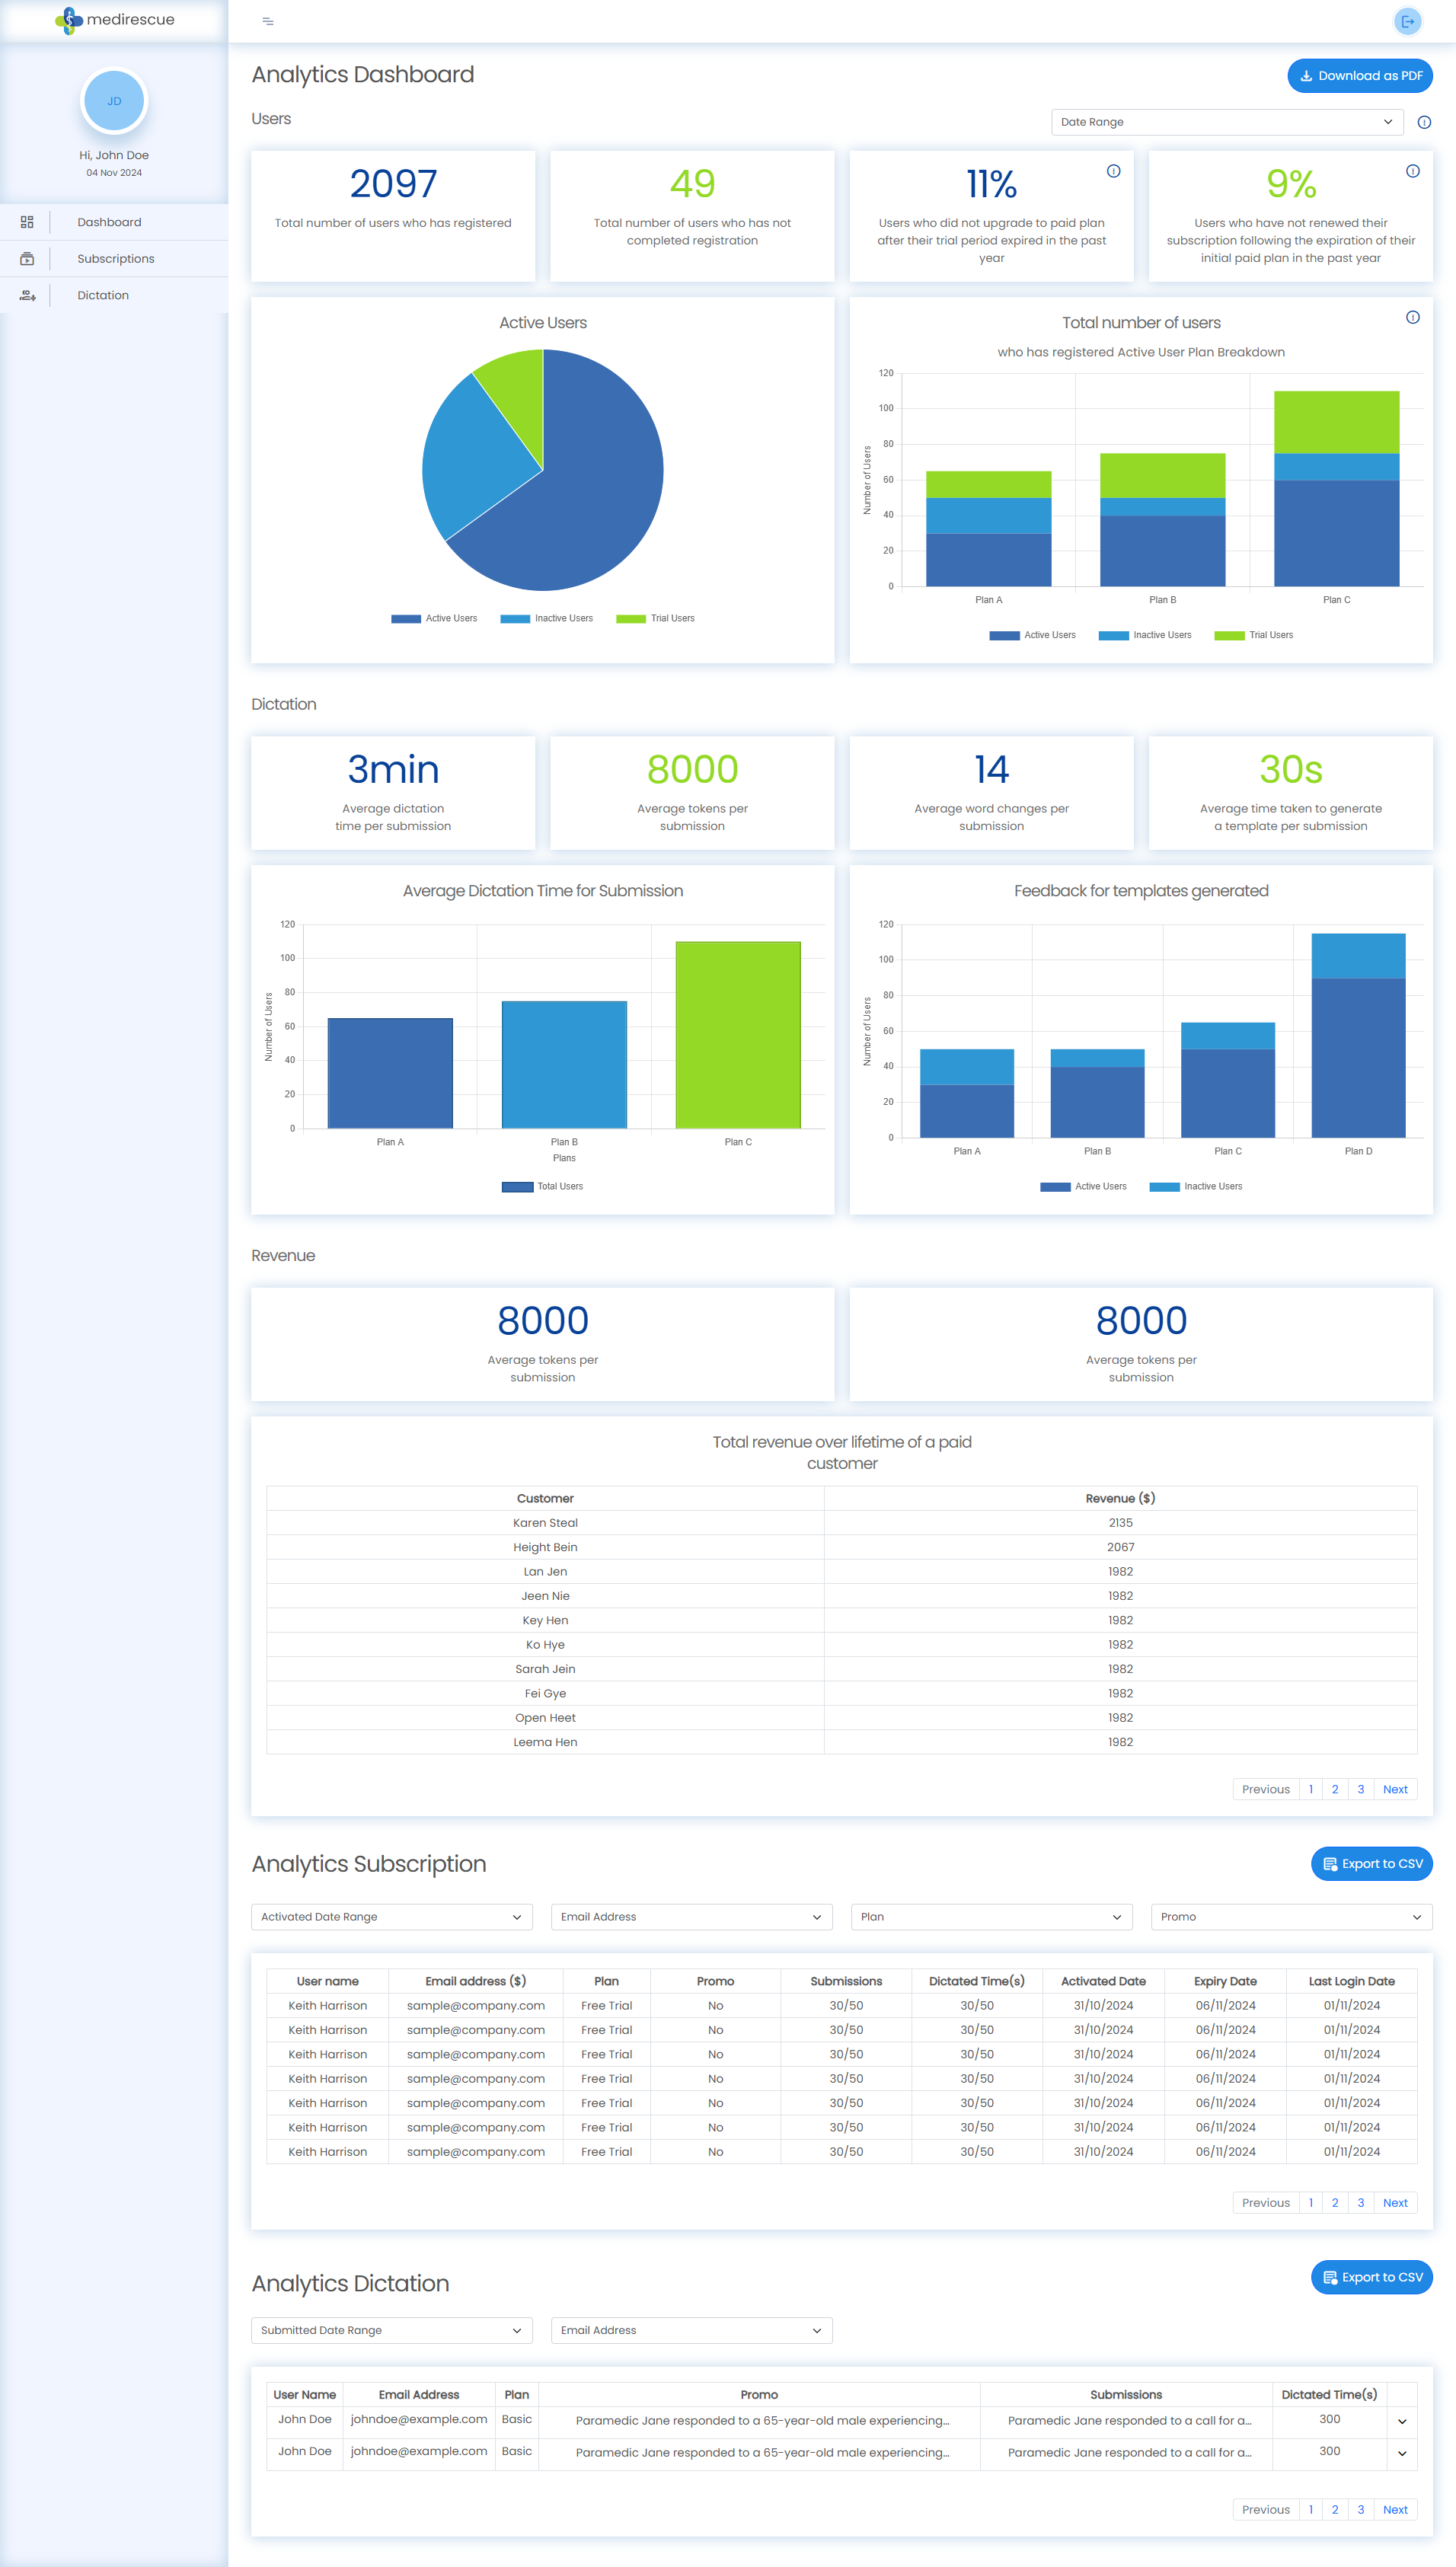 medirescue
JD
Hi, John Doe
04 Nov 2024
Dashboard
Subscriptions
Dictation
Analytics Dashboard
Download as PDF
Users
Date Range
2097
Total number of users who has registered
49
Total number of users who has not
completed registration
11%
Users who did not upgrade to paid plan
after their trial period expired in the past
year
9%
Users who have not renewed their
subscription following the expiration of their
initial paid plan in the past year
Active Users
Active Users Inactive Users Trial Users
Total number of users
who has registered Active User Plan Breakdown
Number of Users
120
100
80
60
40
20
0
Plan A Plan B Plan C
Active Users Inactive Users Trial Users
Dictation
3min
Average dictation
time per submission
8000
Average tokens per
submission
14
Average word changes per
submission
30s
Average time taken to generate
a template per submission
Average Dictation Time for Submission
Number of Users
120
100
80
60
40
20
0
Plan A Plan B Plan C
Plans
Total Users
Feedback for templates generated
Number of Users
120
100
80
60
40
20
0
Plan A Plan B Plan C Plan D
Active Users Inactive Users
Revenue
8000
Average tokens per
submission
8000
Average tokens per
submission
Total revenue over lifetime of a paid
customer
Customer Revenue ($)
Karen Steal 2135
Height Bein 2067
Lan Jen 1982
Jeen Nie 1982
Key Hen 1982
Ko Hye 1982
Sarah Jein 1982
Fei Gye 1982
Open Heet 1982
Leema Hen 1982
Previous 1 2 3 Next
Analytics Subscription
Export to CSV
Activated Date Range Email Address Plan Promo
User name Email address ($) Plan Promo Submissions Dictated Time(s) Activated Date Expiry Date Last Login Date
Keith Harrison sample@company.com Free Trial No 30/50 30/50 31/10/2024 06/11/2024 01/11/2024
Keith Harrison sample@company.com Free Trial No 30/50 30/50 31/10/2024 06/11/2024 01/11/2024
Keith Harrison sample@company.com Free Trial No 30/50 30/50 31/10/2024 06/11/2024 01/11/2024
Keith Harrison sample@company.com Free Trial No 30/50 30/50 31/10/2024 06/11/2024 01/11/2024
Keith Harrison sample@company.com Free Trial No 30/50 30/50 31/10/2024 06/11/2024 01/11/2024
Keith Harrison sample@company.com Free Trial No 30/50 30/50 31/10/2024 06/11/2024 01/11/2024
Keith Harrison sample@company.com Free Trial No 30/50 30/50 31/10/2024 06/11/2024 01/11/2024
Previous 1 2 3 Next
Analytics Dictation
Export to CSV
Submitted Date Range Email Address
User Name Email Address Plan Promo Submissions Dictated Time(s)
John Doe johndoe@example.com Basic Paramedic Jane responded to a 65-year-old male experiencing... Paramedic Jane responded to a call for a... 300
John Doe johndoe@example.com Basic Paramedic Jane responded to a 65-year-old male experiencing... Paramedic Jane responded to a call for a... 300
Previous 1 2 3 Next